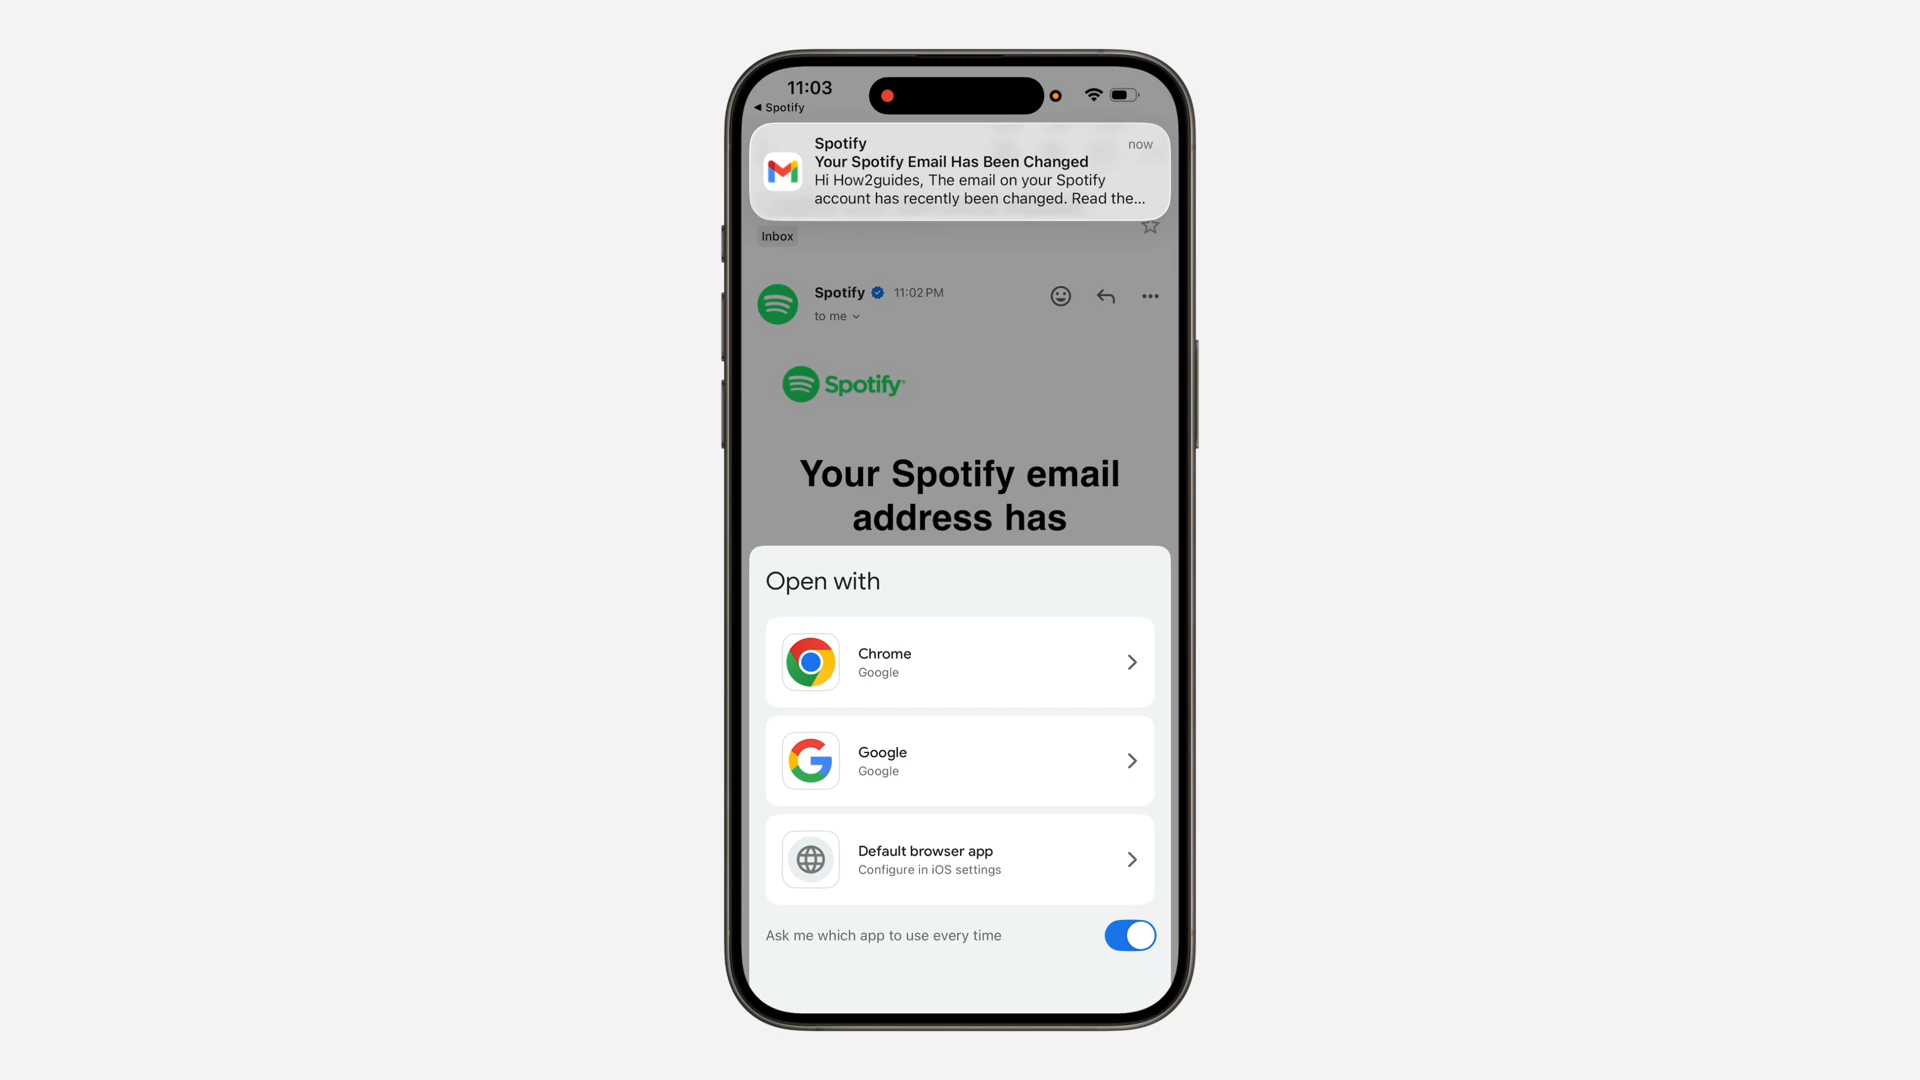 11:03
◀ Spotify
Spotify
now
Your Spotify Email Has Been Changed
Hi How2guides, The email on your Spotify
account has recently been changed. Read the...
Inbox
Spotify 11:02 PM
to me
Spotify
Your Spotify email
address has
Open with
Chrome
Google
Google
Google
Default browser app
Configure in iOS settings
Ask me which app to use every time